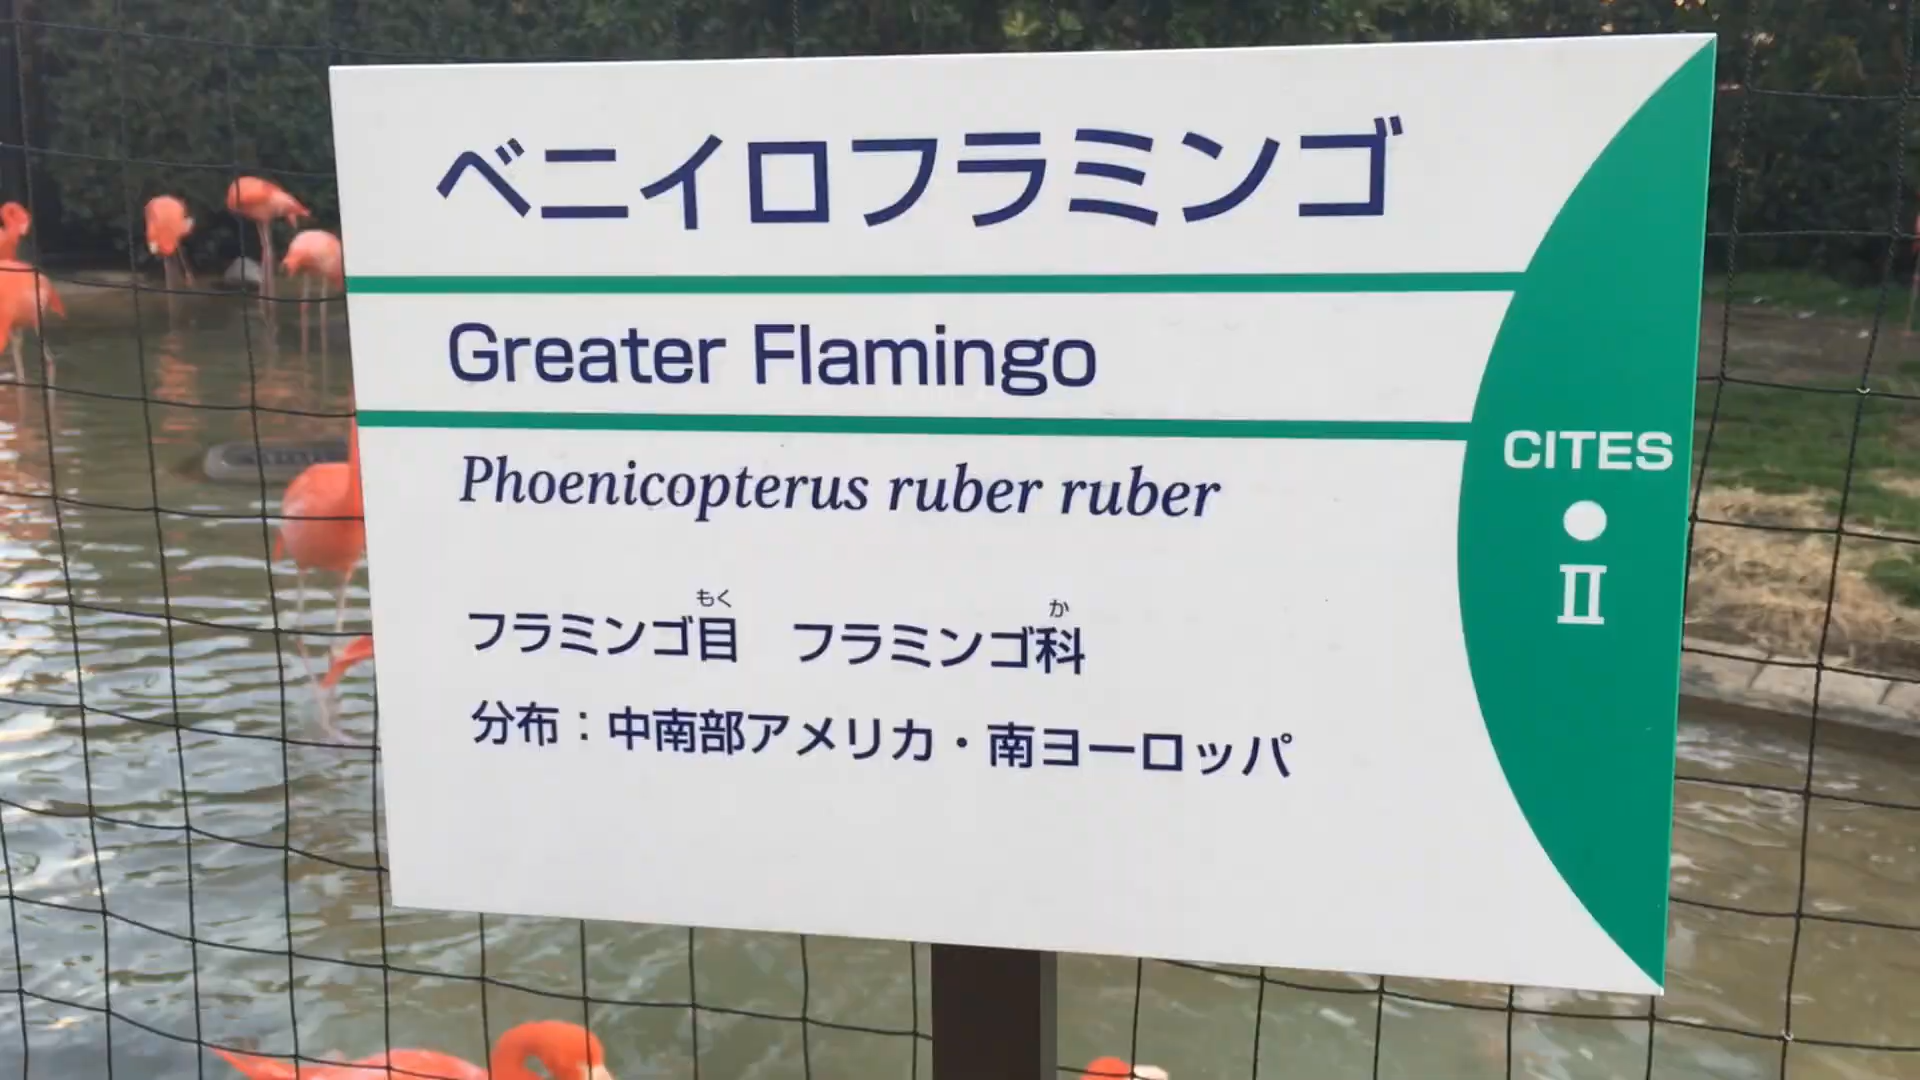 ベニイロフラミンゴ
Greater Flamingo
Phoenicopterus ruber ruber
もく か
フラミンゴ目 フラミンゴ科
分布：中南部アメリカ・南ヨーロッパ
CITES
●
II